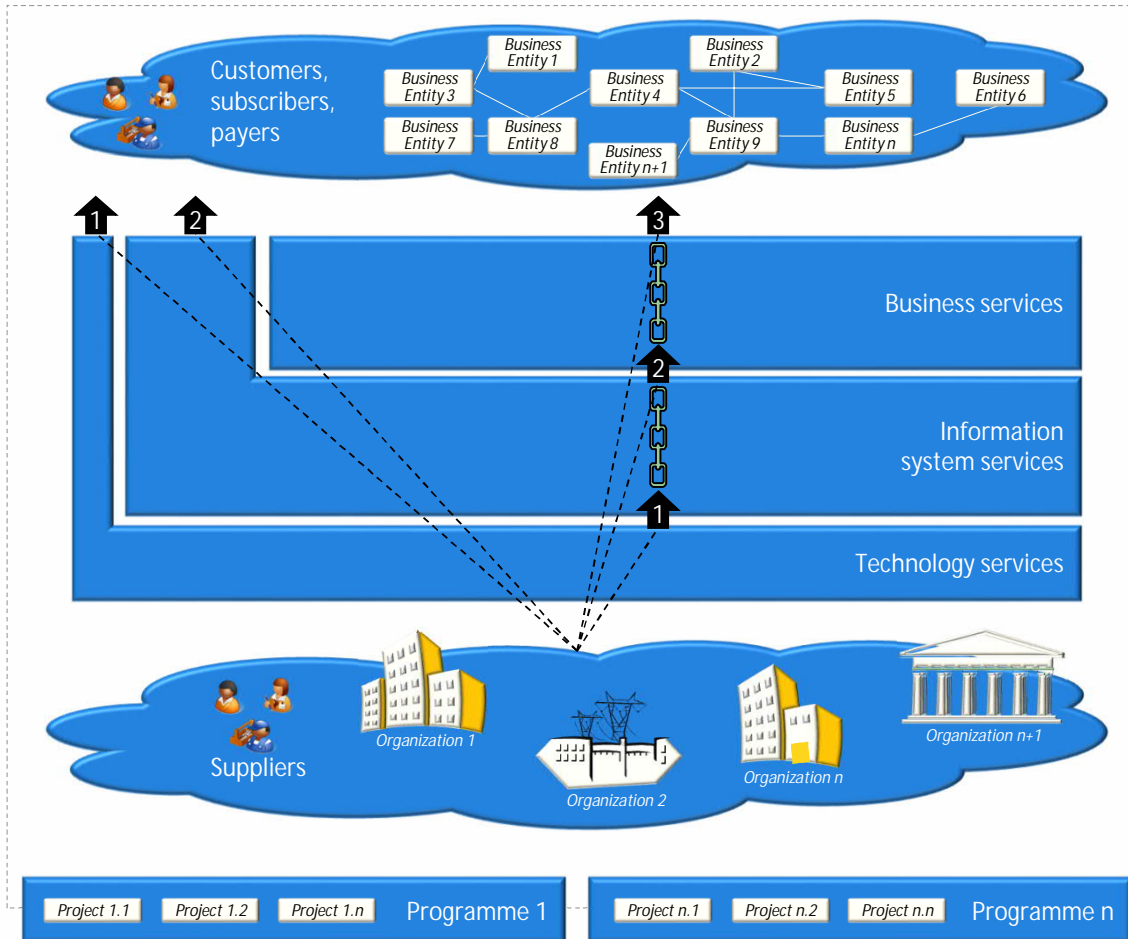 Customers,
subscribers,
payers
Business
Entity 1
Business
Entity 2
Business
Entity 3
Business
Entity 4
Business
Entity 5
Business
Entity 6
Business
Entity 7
Business
Entity 8
Business
Entity n+1
Business
Entity 9
Business
Entity n
1
2
3
Business services
2
Information
system services
1
Technology services
Suppliers
Organization 1
Organization 2
Organization n
Organization n+1
Project 1.1
Project 1.2
Project 1.n
Programme 1
Project n.1
Project n.2
Project n.n
Programme n